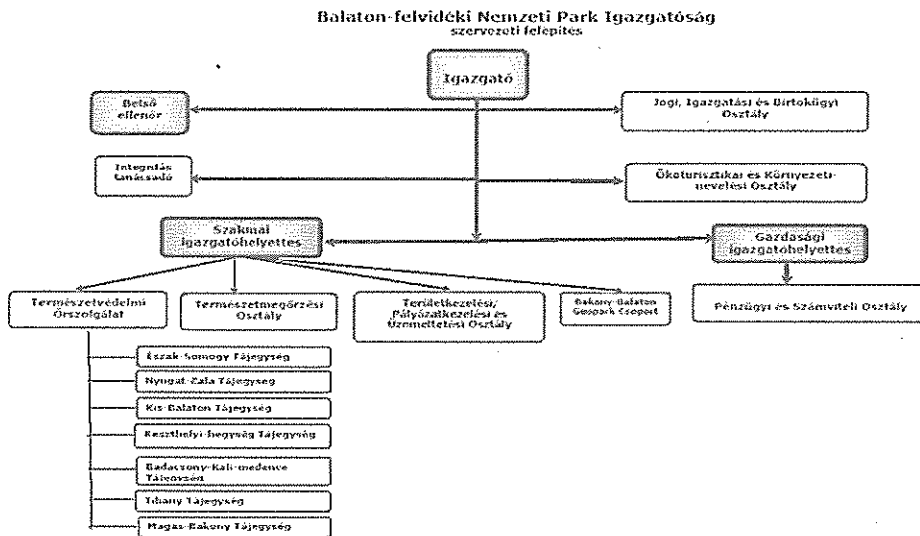 Balaton-felvidéki Nemzeti Park Igazgatóság
szervezeti felépítés
Igazgató
Belső
ellenőr
Jogi, Igazgatási és Birtokügyi
Osztály
Integritás
tanácsadó
Ökoturisztikai és Környezeti-
nevelési Osztály
Szakmai
igazgatóhelyettes
Gazdasági
igazgatóhelyettes
Természetvédelmi
Őrszolgálat
Természetmegőrzési
Osztály
Területkezelési,
Pályázatkezelési és
Üzemeltetési Osztály
Bakony-Balaton
Geopark Csoport
Pénzügyi és Számviteli Osztály
Észak-Somogy Tájegység
Nyugat-Zala Tájegység
Kis-Balaton Tájegység
Keszthelyi-hegység Tájegység
Badacsony-Káli-medence
Tájegység
Tihany Tájegység
Magas-Bakony Tájegység